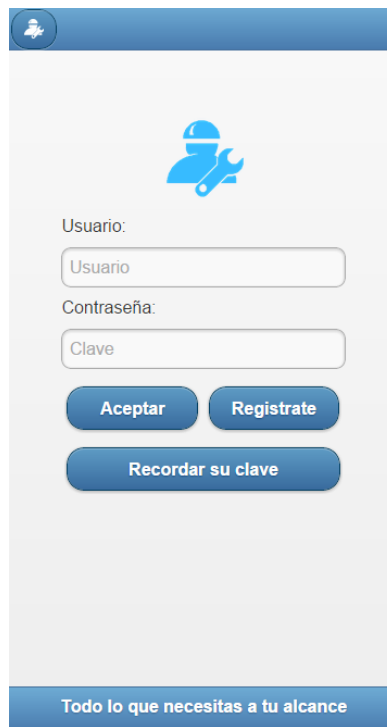 Usuario:
Usuario
Contraseña:
Clave
Aceptar Registrate
Recordar su clave
Todo lo que necesitas a tu alcance